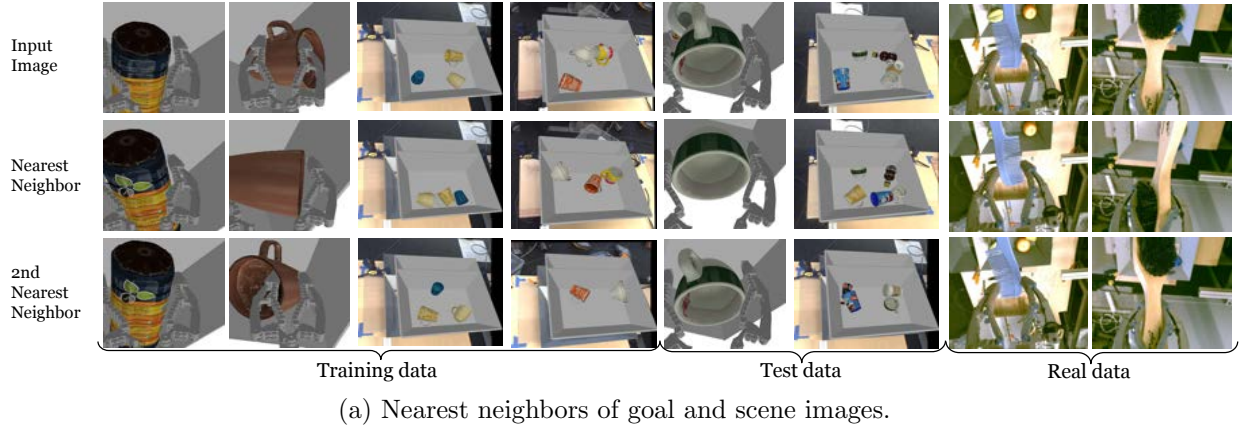 Input
Image
Nearest
Neighbor
2nd
Nearest
Neighbor
Training data
Test data
Real data
(a) Nearest neighbors of goal and scene images.